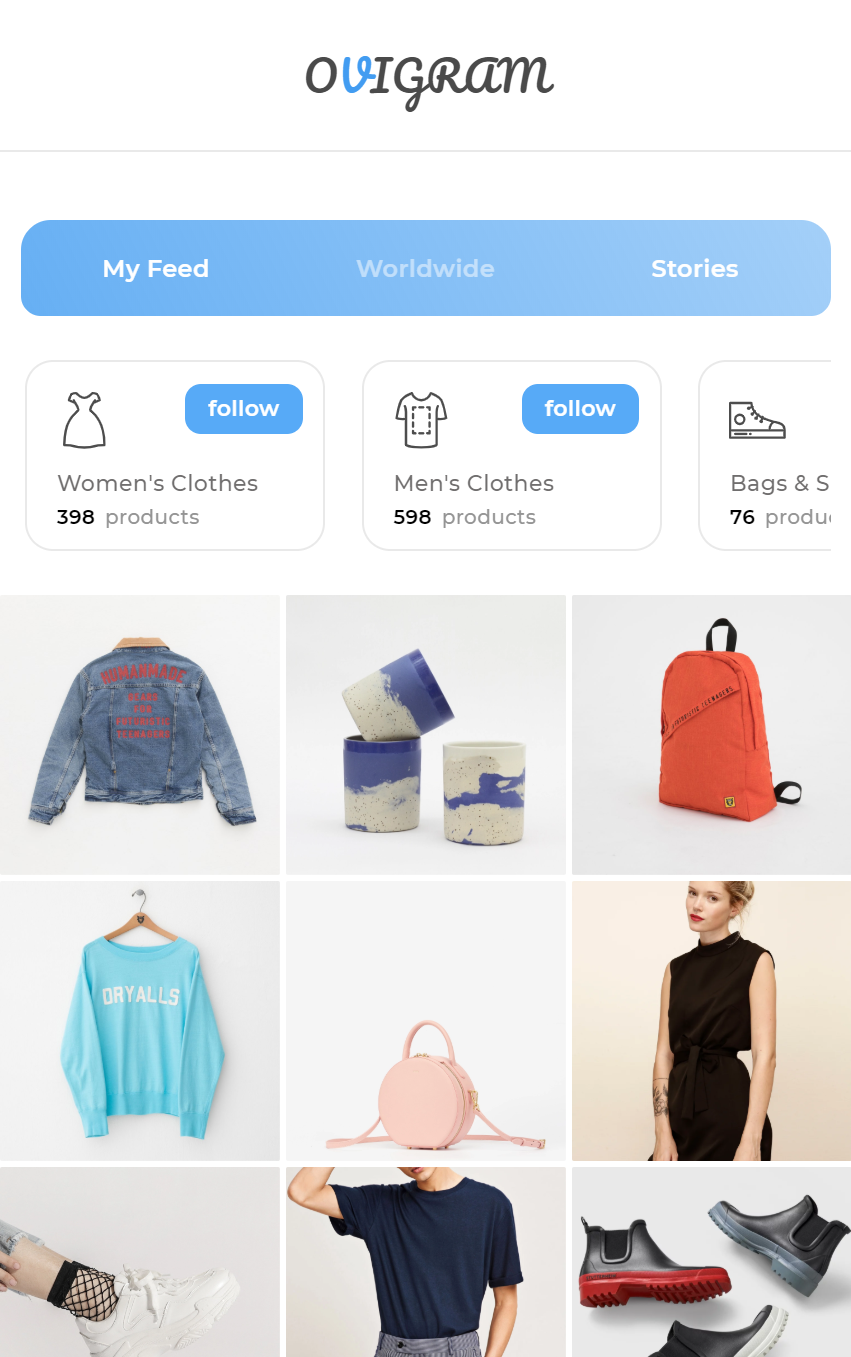 OVIGRAM
My Feed Worldwide Stories
follow follow
Women's Clothes Men's Clothes Bags & S
398 products 598 products 76 produc
HUMANMADE
GEARS
FOR
FUTURISTIC
TEENAGERS
FUTURISTIC TEENAGERS
DRYALLS